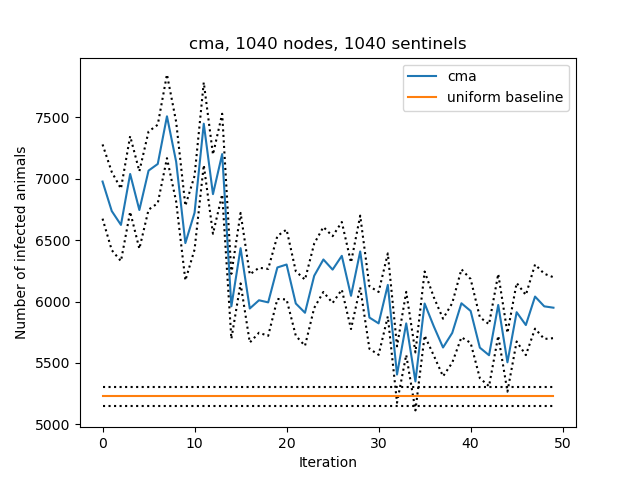 cma, 1040 nodes, 1040 sentinels
cma
uniform baseline
Number of infected animals
7500
7000
6500
6000
5500
5000
0 10 20 30 40 50
Iteration